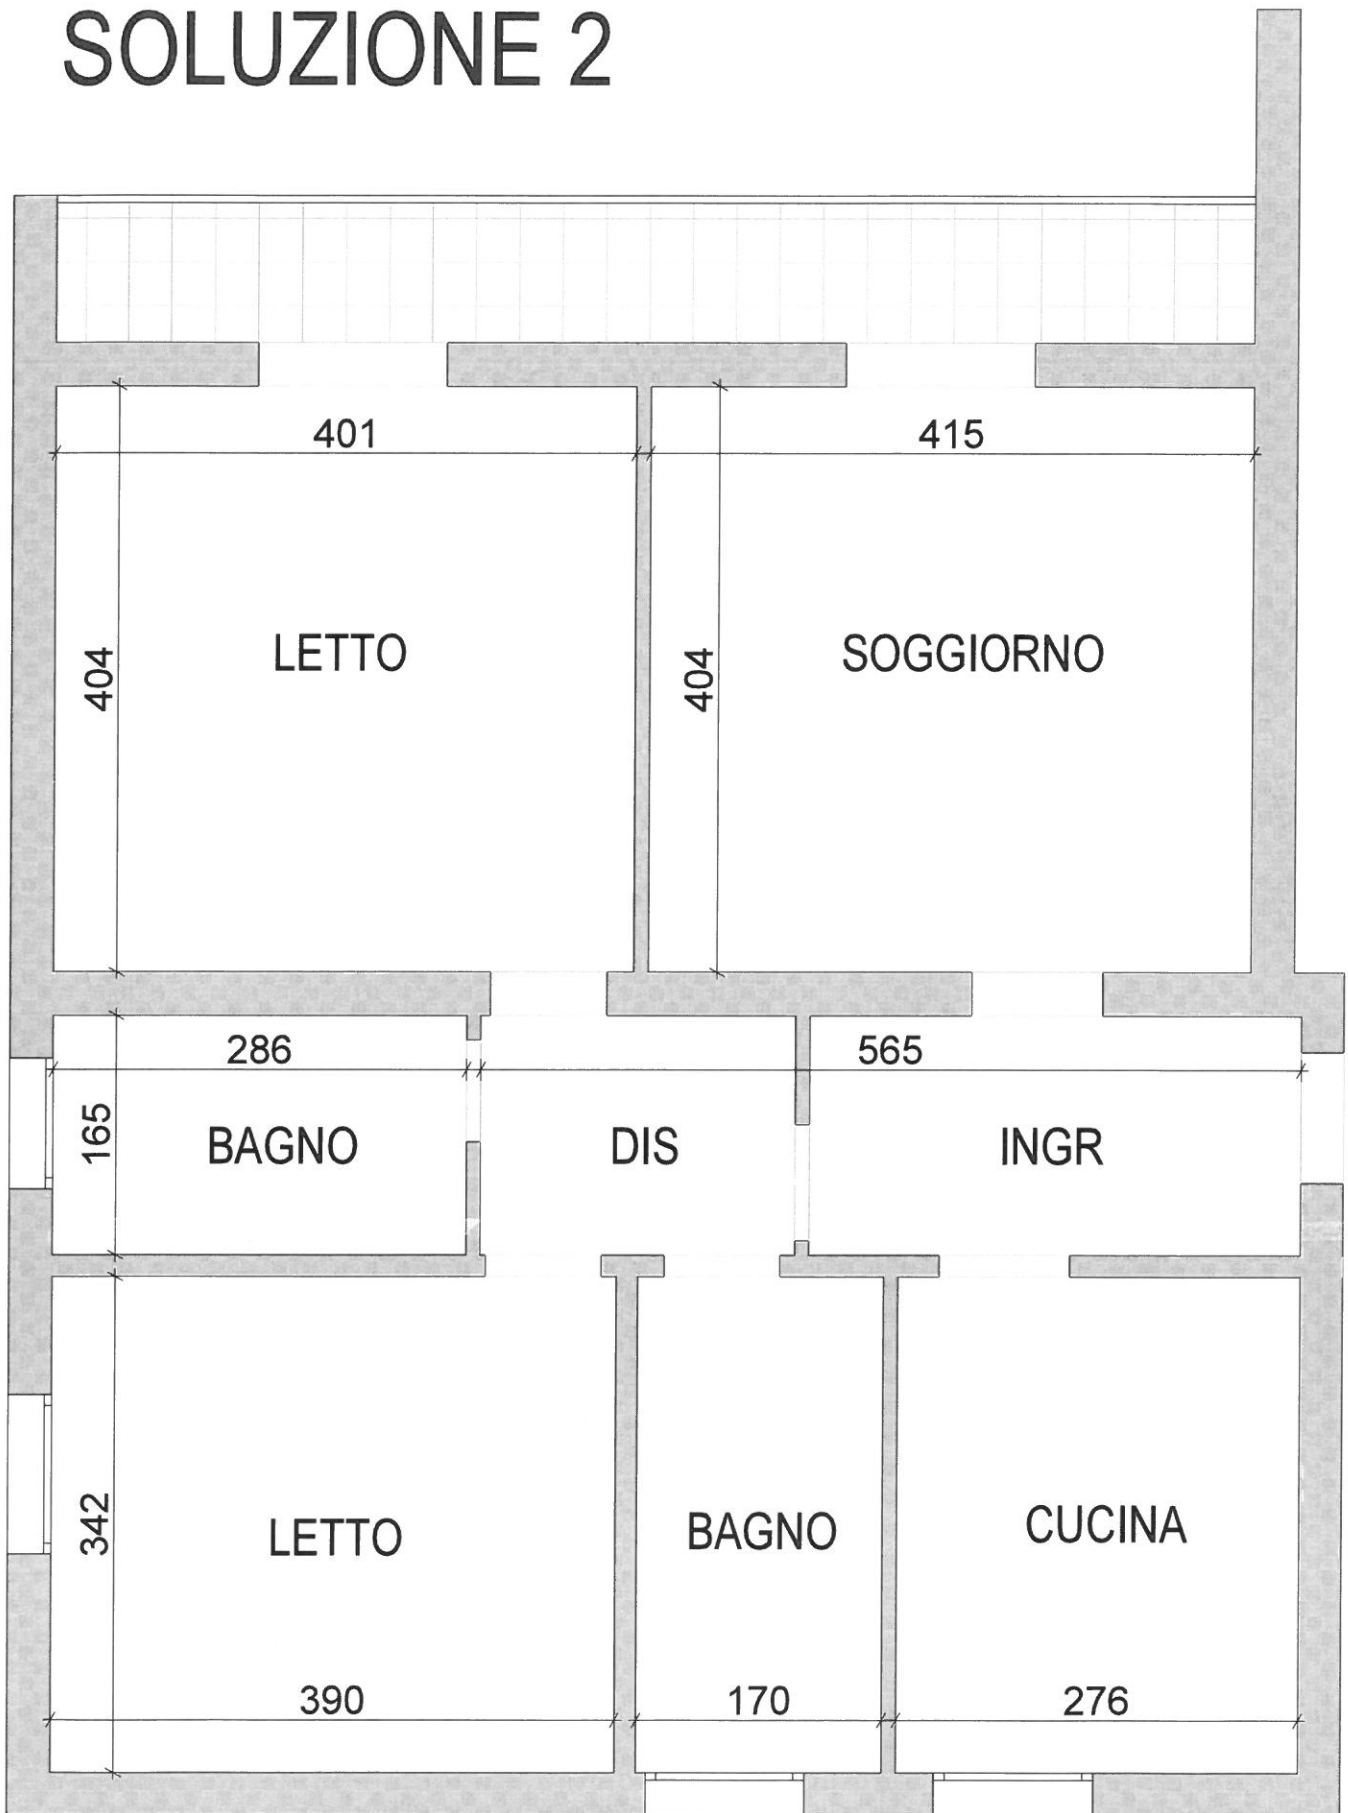 SOLUZIONE 2
401
415
404
LETTO
404
SOGGIORNO
286
565
165
BAGNO
DIS
INGR
342
LETTO
BAGNO
CUCINA
390
170
276